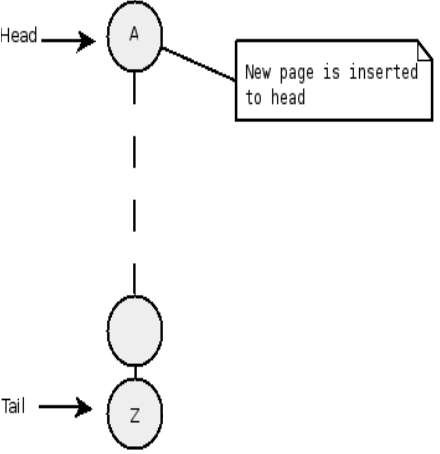 Head
A
New page is inserted
to head
Tail
Z